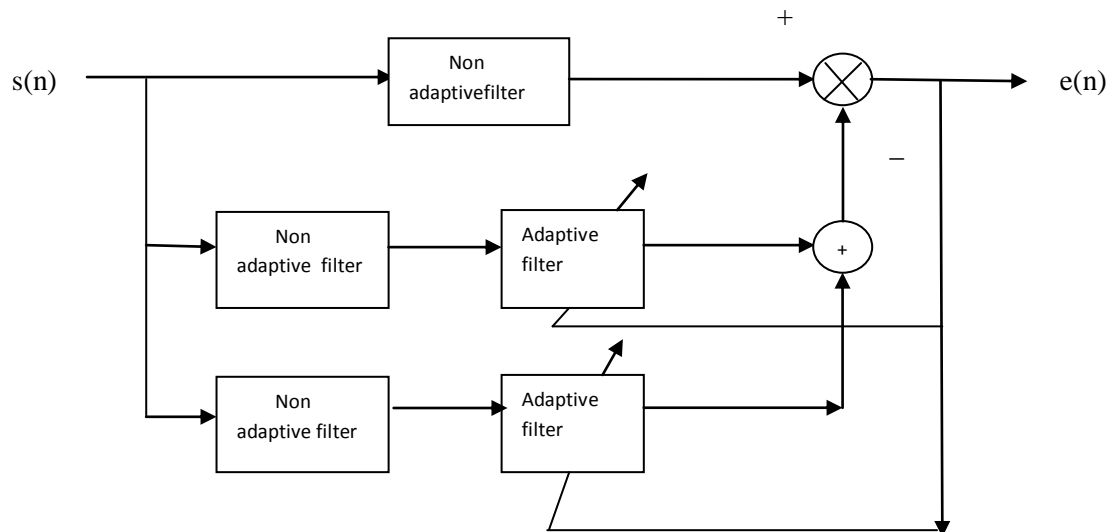 +
s(n)
Non
adaptivefilter
e(n)
−
Non
adaptive filter
Adaptive
filter
+
Non
adaptive filter
Adaptive
filter